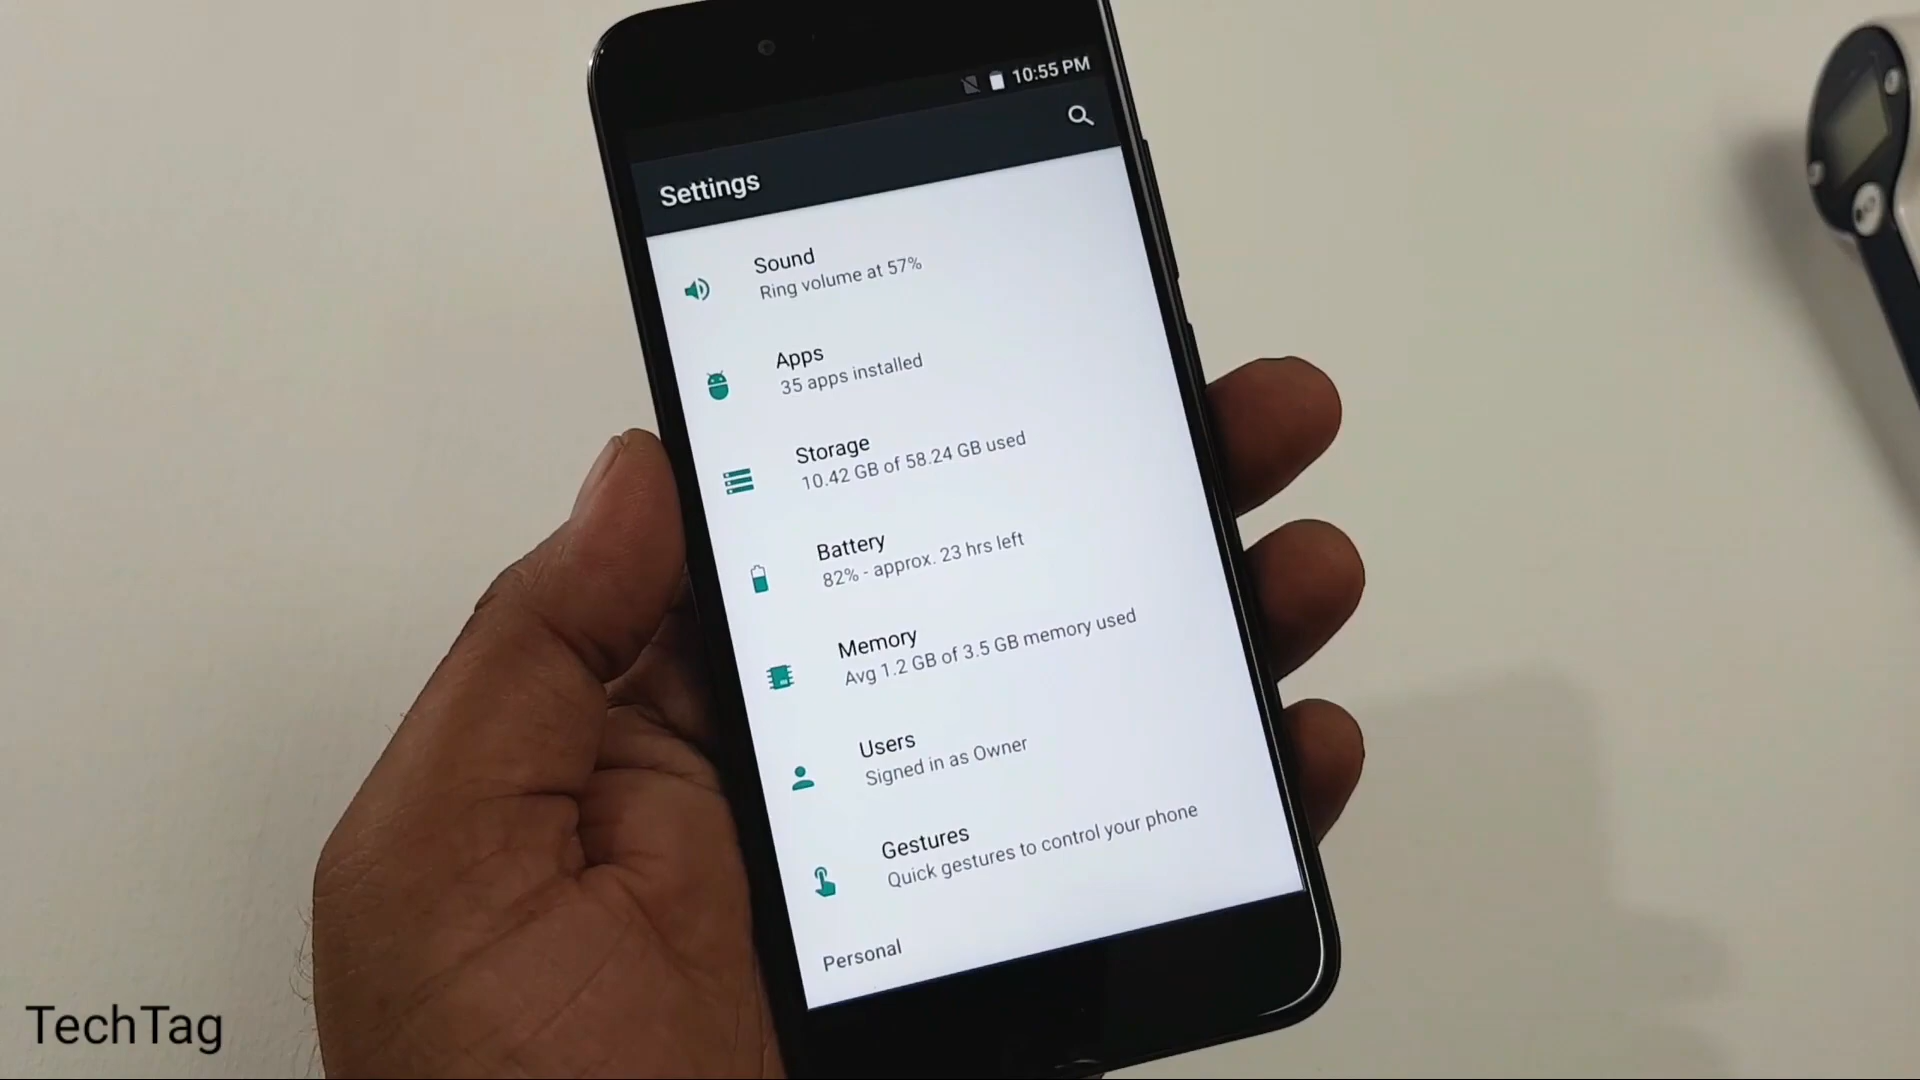 10:55 PM
Settings
Sound
Ring volume at 57%
Apps
35 apps installed
Storage
10.42 GB of 58.24 GB used
Battery
82% - approx. 23 hrs left
Memory
Avg 1.2 GB of 3.5 GB memory used
Users
Signed in as Owner
Gestures
Quick gestures to control your phone
Personal
TechTag